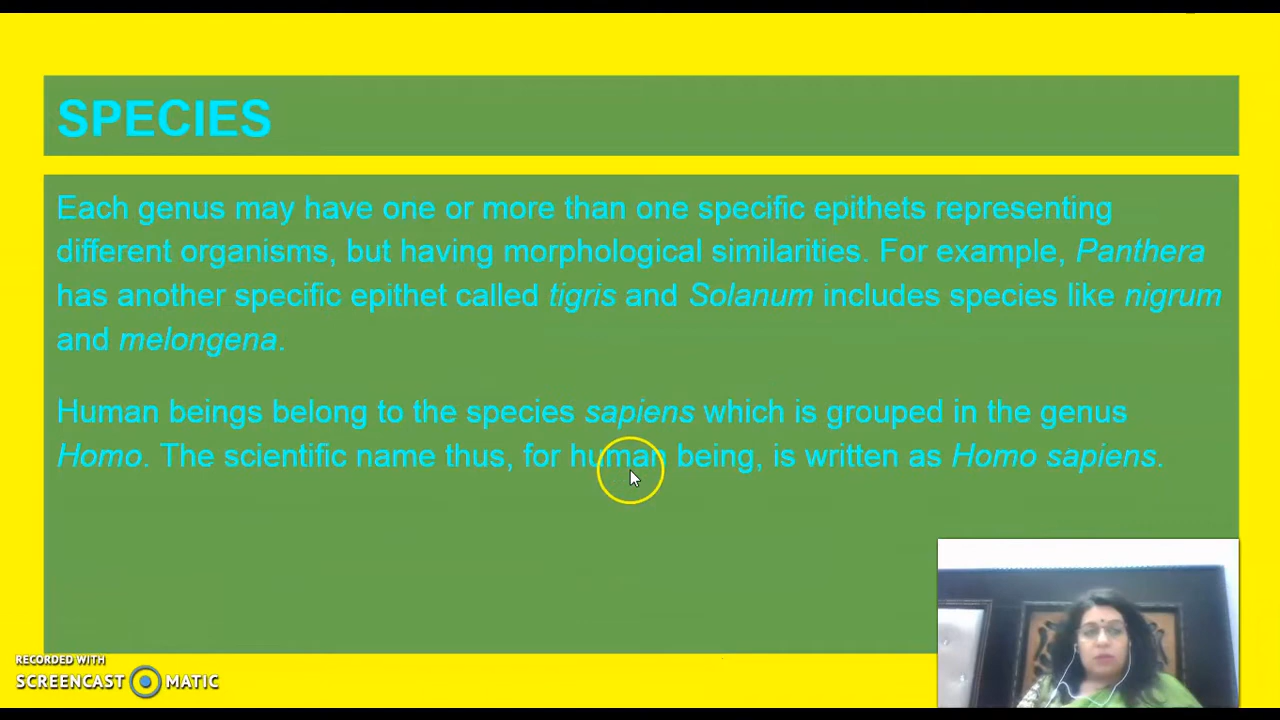 SPECIES
Each genus may have one or more than one specific epithets representing
different organisms, but having morphological similarities. For example, Panthera
has another specific epithet called tigris and Solanum includes species like nigrum
and melongena.
Human beings belong to the species sapiens which is grouped in the genus
Homo. The scientific name thus, for human being, is written as Homo sapiens.
RECORDED WITH
SCREENCAST MATIC